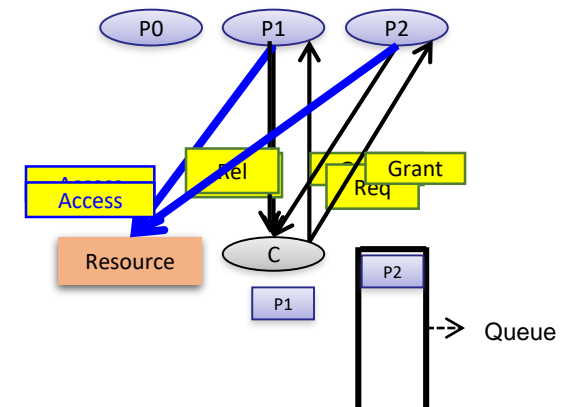 P0 P1 P2
Rel
Grant
Req
Access
Resource
C
P2
P1
Queue